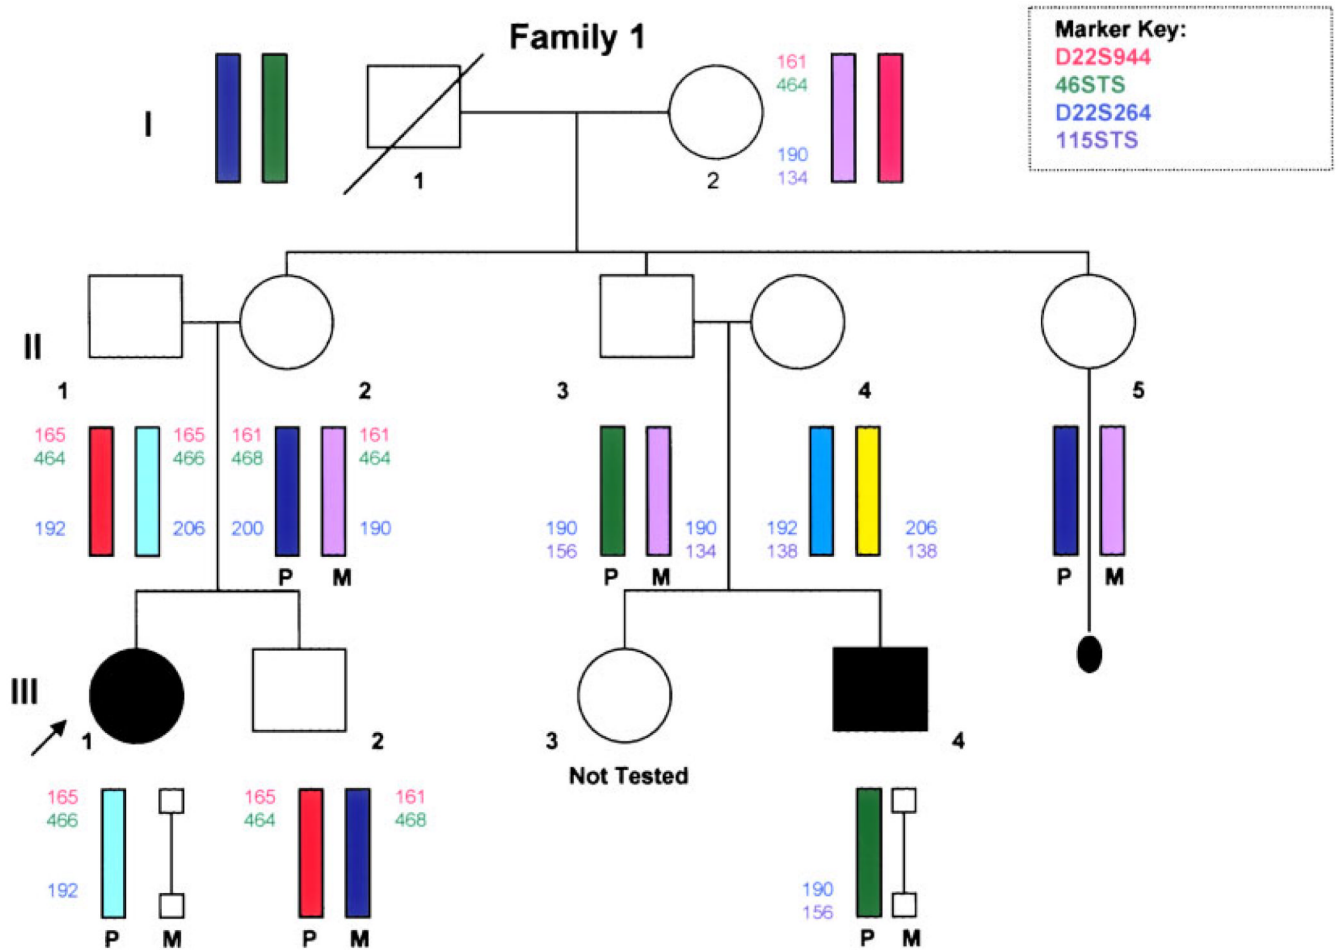 Family 1
Marker Key:
D22S944
46STS
D22S264
115STS
I
1
2
161
464
190
134
II
1
2
3
4
5
165
464
192
165
466
206
161
468
200
161
464
190
P M
190
156
190
134
P M
192
138
206
138
P M
III
1
2
3
4
Not Tested
165
466
192
P M
165
464
161
468
P M
190
156
P M